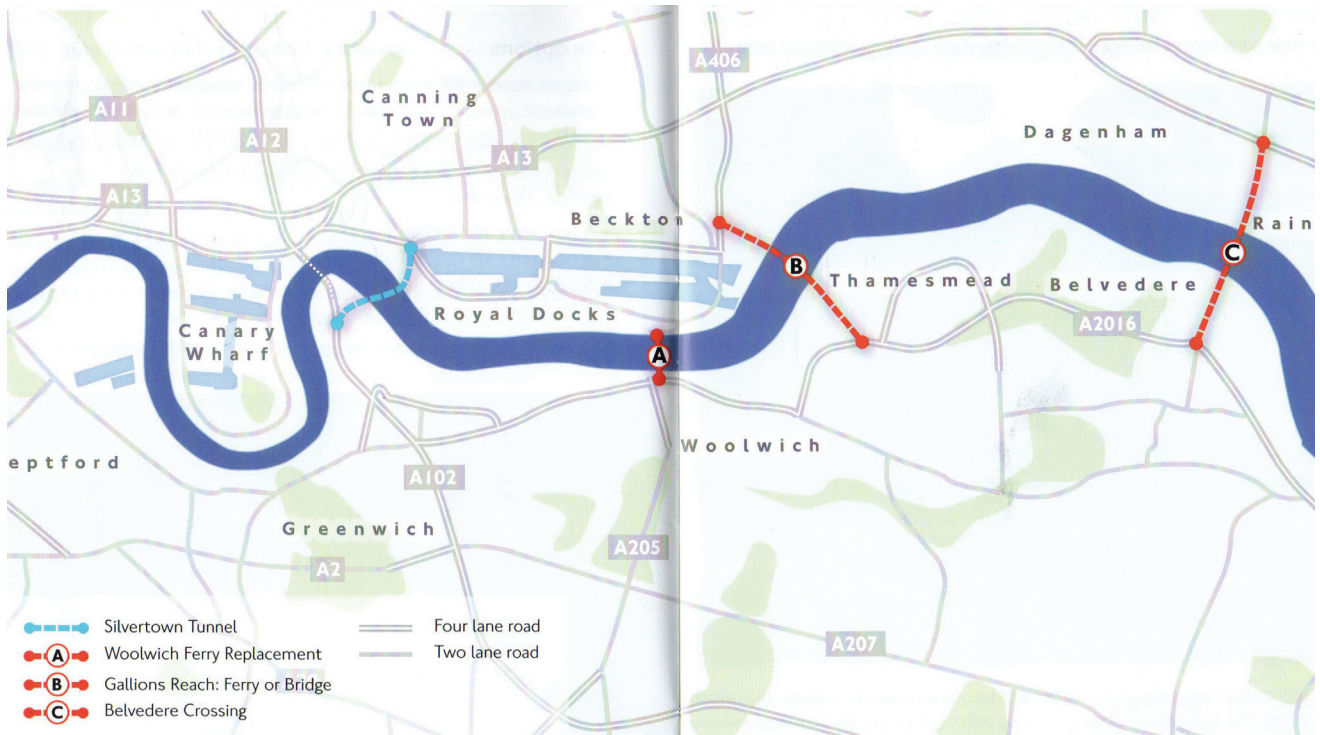 A11
A12
A13
Canning
Town
A13
A406
Dagenham
Beckton
Rain
B
C
Thamesmead
Belvedere
Royal Docks
A2016
Canary
Wharf
A
Woolwich
eptford
A102
Greenwich
A205
A2
A207
Silvertown Tunnel
A Woolwich Ferry Replacement
B Gallions Reach: Ferry or Bridge
C Belvedere Crossing
Four lane road
Two lane road